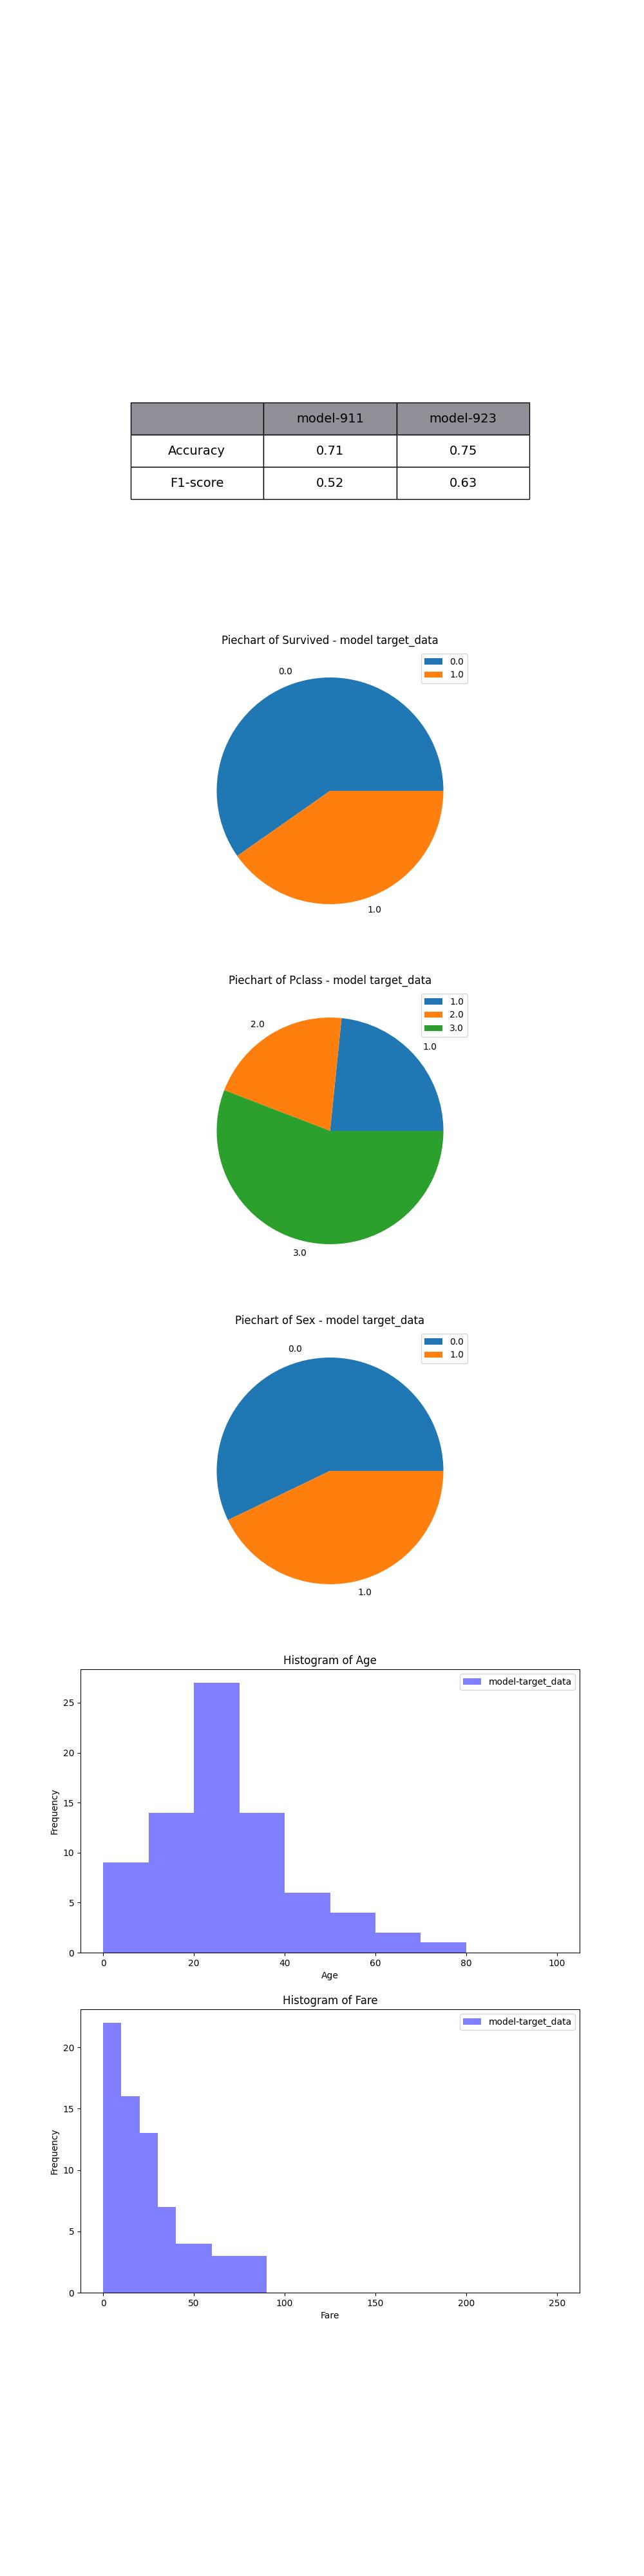 model-911 model-923
Accuracy 0.71 0.75
F1-score 0.52 0.63
Piechart of Survived - model target_data
0.0
1.0
0.0
1.0
Piechart of Pclass - model target_data
1.0
2.0
3.0
2.0
1.0
3.0
Piechart of Sex - model target_data
0.0
1.0
0.0
1.0
Histogram of Age
model-target_data
25
20
15
10
5
0
Frequency
0 20 40 60 80 100
Age
Histogram of Fare
model-target_data
20
15
10
5
0
Frequency
0 50 100 150 200 250
Fare